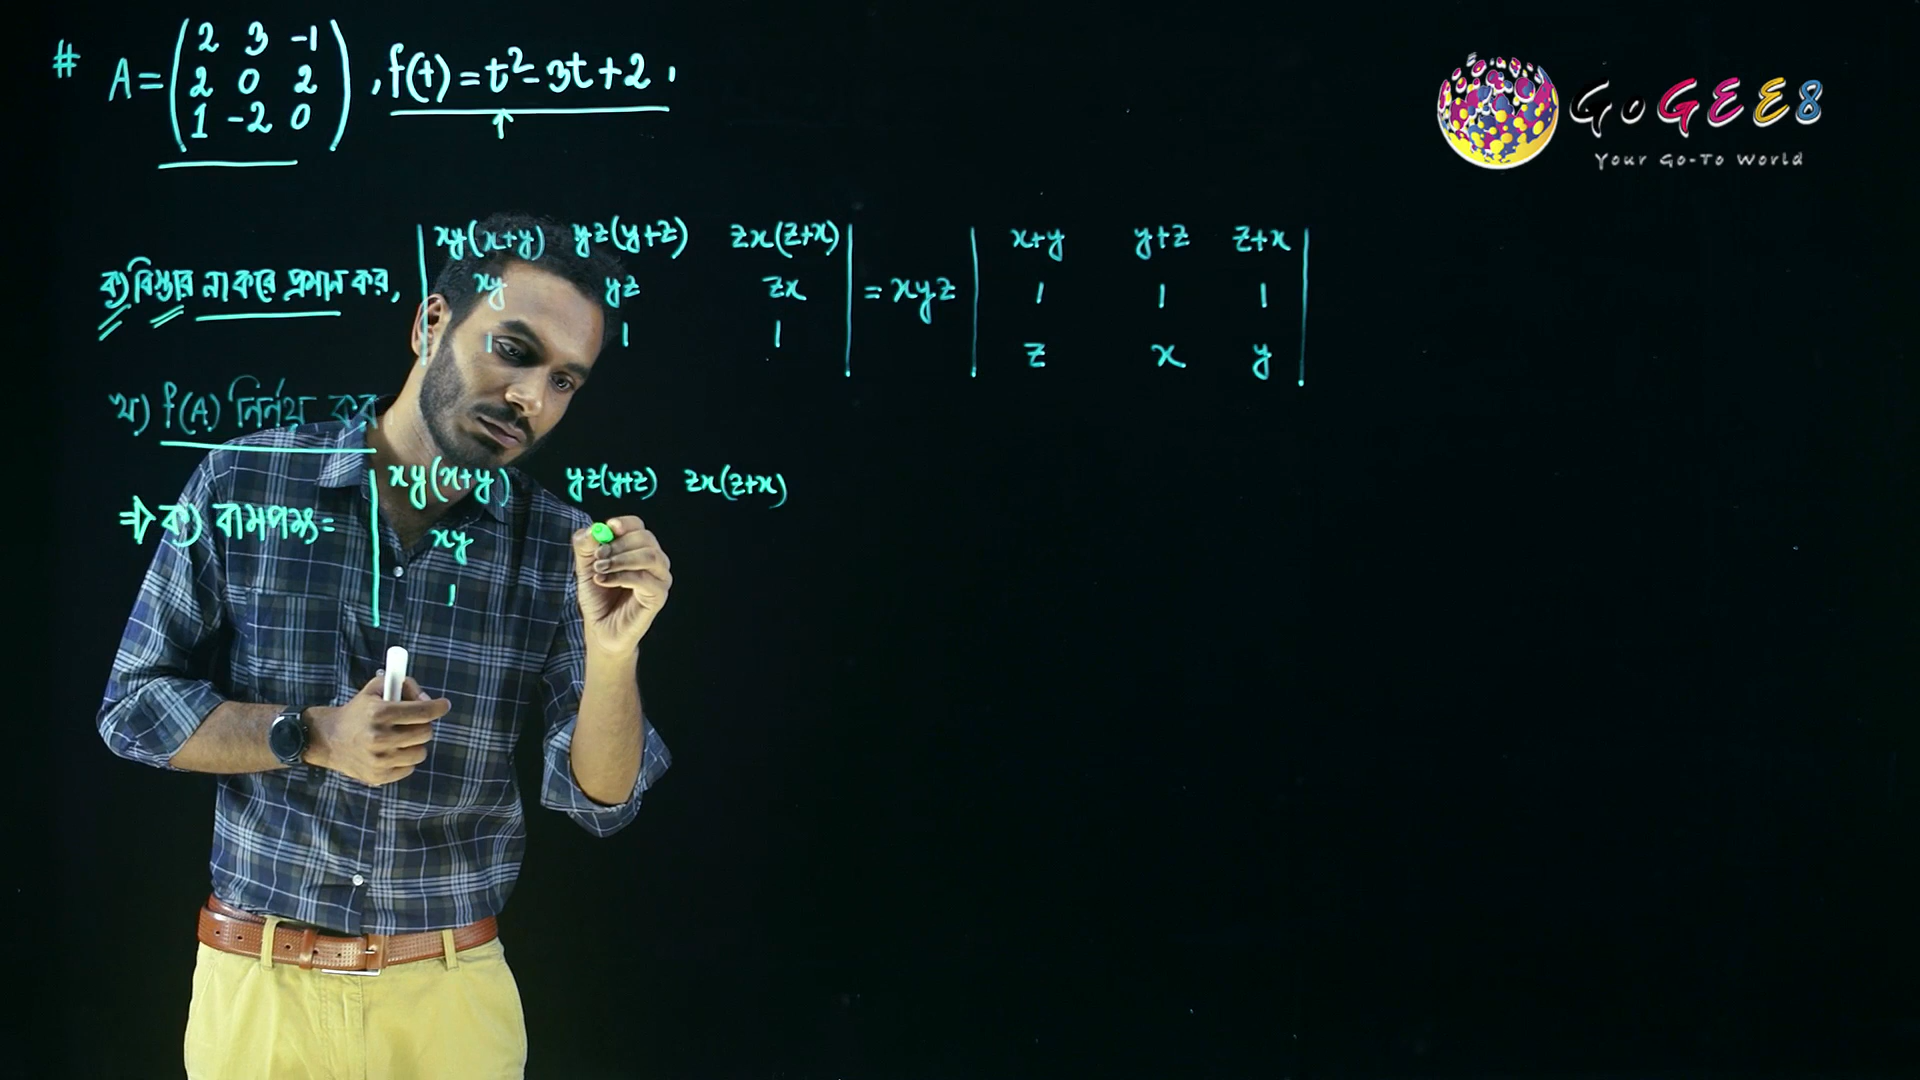 # A = (2 3 -1
2 0 2
1 -2 0) , f(t) = t²-3t+2 ,
GoGEE8
Your Go-To World
ক) বিস্তার না করে প্রমান কর, | xy(x+y) yz(y+z) zx(z+x) | = xyz | x+y y+z z+x |
xy yz zx 1 1 1
1 1 1 z x y
খ) f(A) নির্নয় কর
⇒ ক) বামপক্ষ = | xy(x+y) yz(y+z) zx(z+x)
xy
1